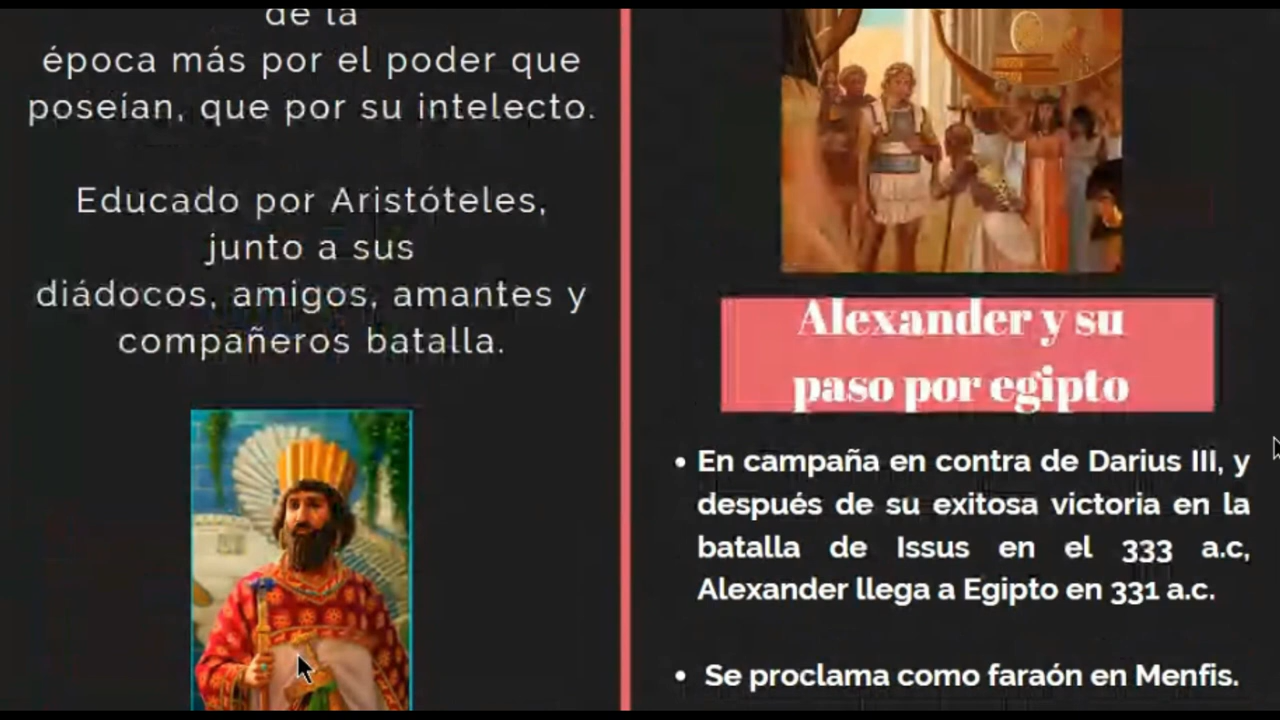 de la
época más por el poder que
poseían, que por su intelecto.
Educado por Aristóteles,
junto a sus
diádocos, amigos, amantes y
compañeros batalla.
Alexander y su
paso por egipto
• En campaña en contra de Darius III, y
después de su exitosa victoria en la
batalla de Issus en el 333 a.c,
Alexander llega a Egipto en 331 a.c.
• Se proclama como faraón en Menfis.